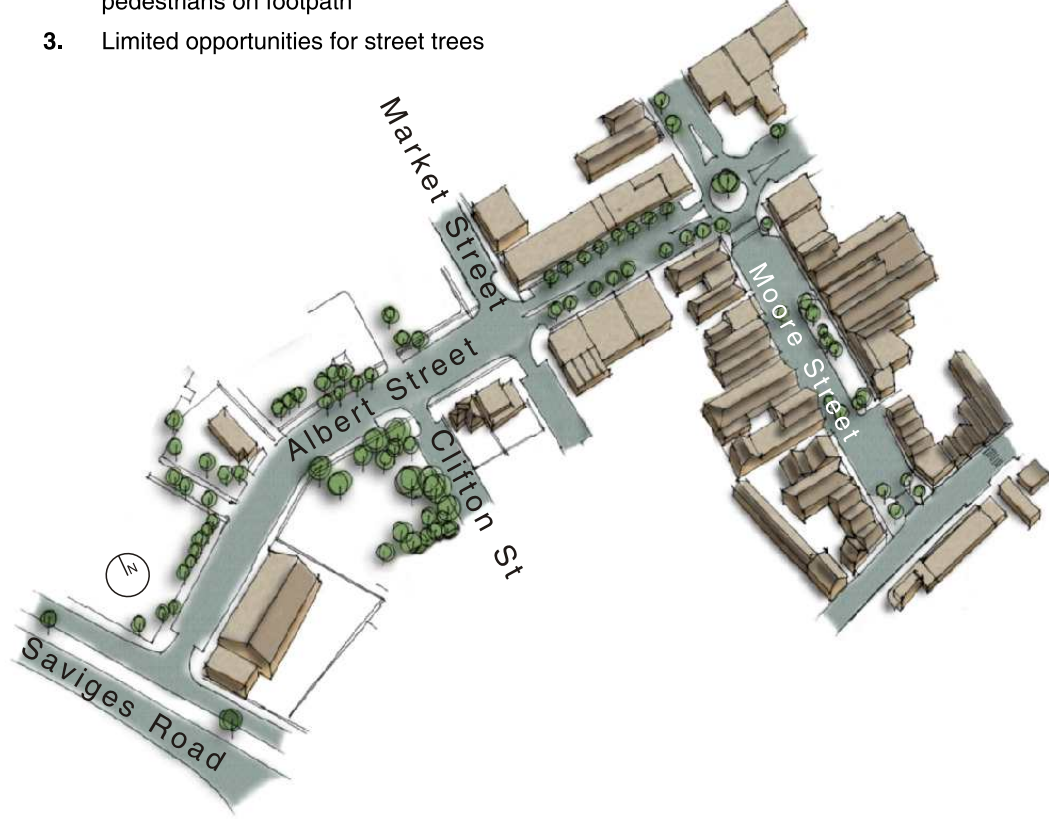 pedestrians on footpath
3. Limited opportunities for street trees
Market Street
Moore Street
Albert Street
Clifton St
N
Saviges Road